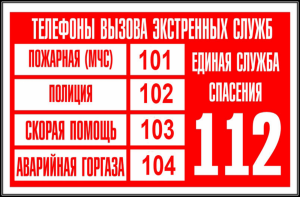 ТЕЛЕФОНЫ ВЫЗОВА ЭКСТРЕННЫХ СЛУЖБ
ПОЖАРНАЯ (МЧС) 101
ПОЛИЦИЯ 102
СКОРАЯ ПОМОЩЬ 103
АВАРИЙНАЯ ГОРГАЗА 104
ЕДИНАЯ СЛУЖБА
СПАСЕНИЯ
112